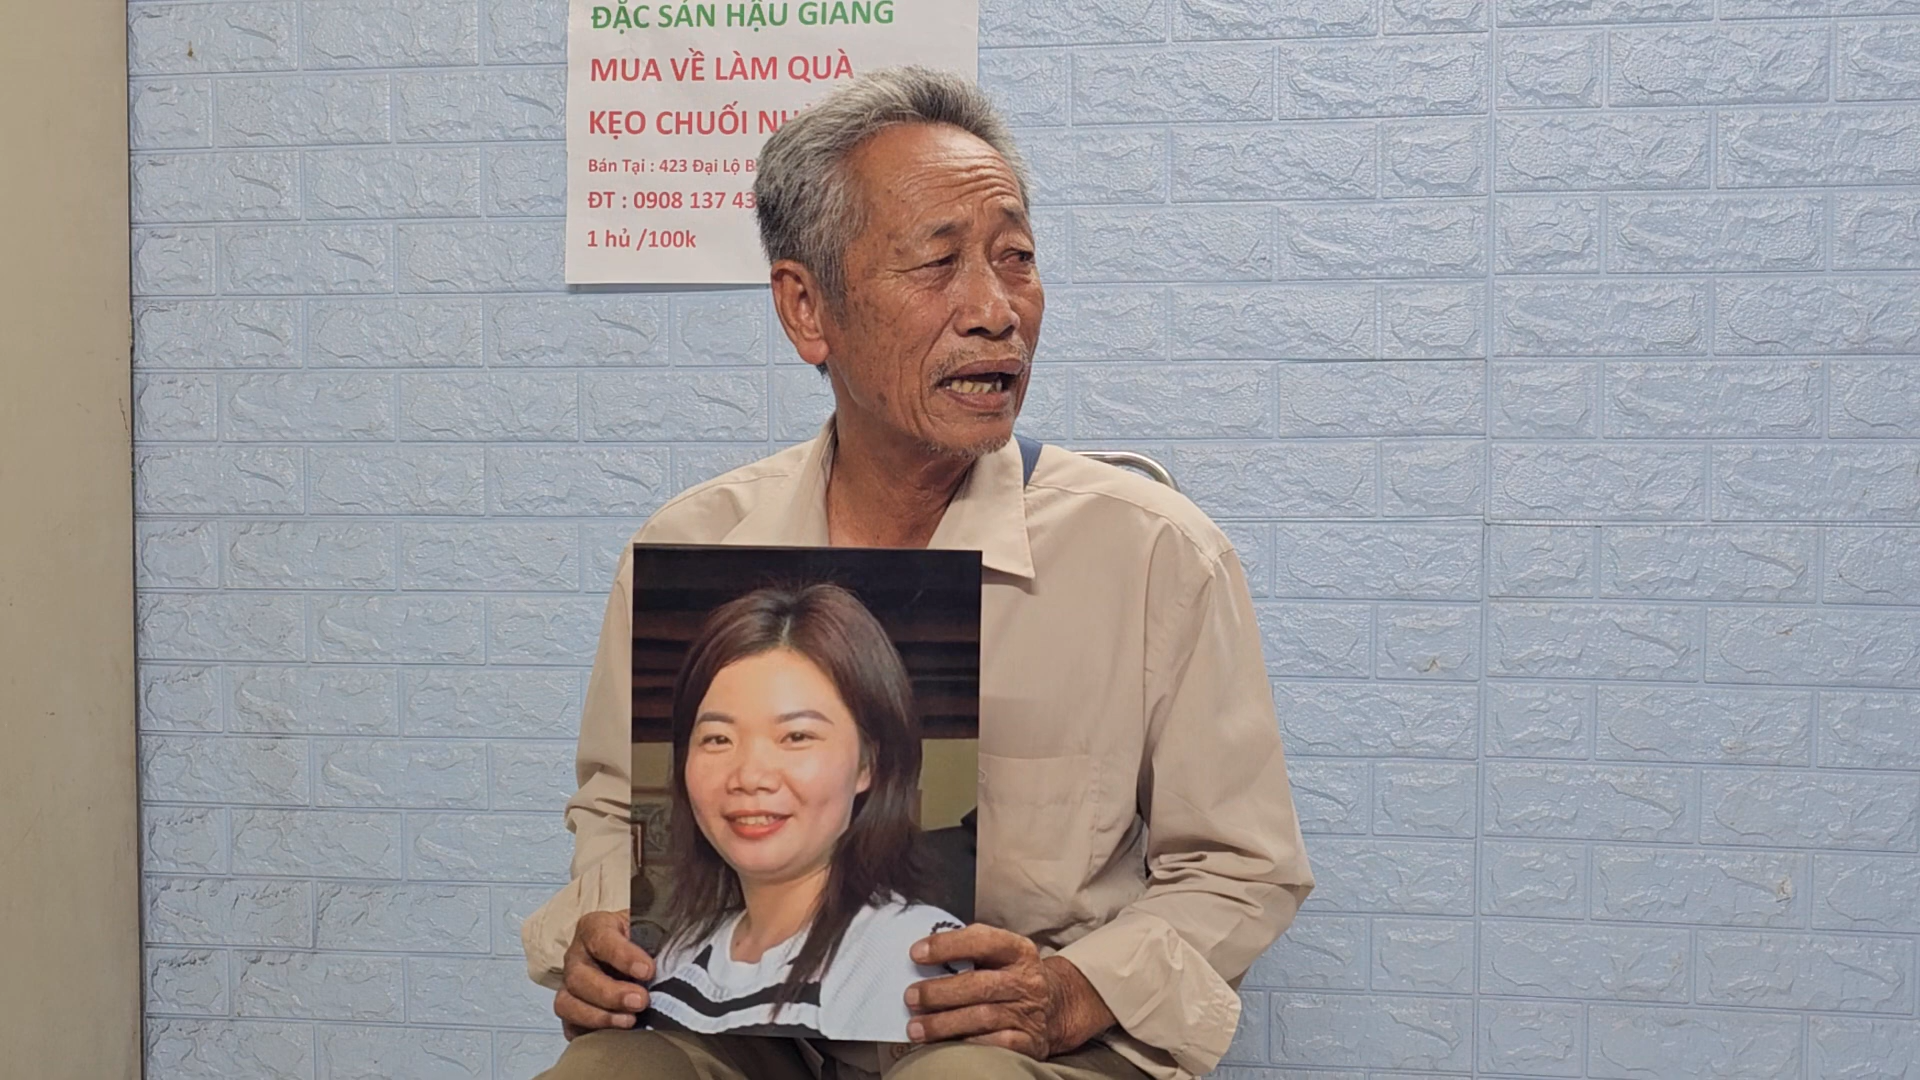 ĐẶC SẢN HẬU GIANG
MUA VỀ LÀM QUÀ
KẸO CHUỐI
Bán Tại : 423 Đại Lộ
ĐT : 0908 137 43
1 hủ /100k